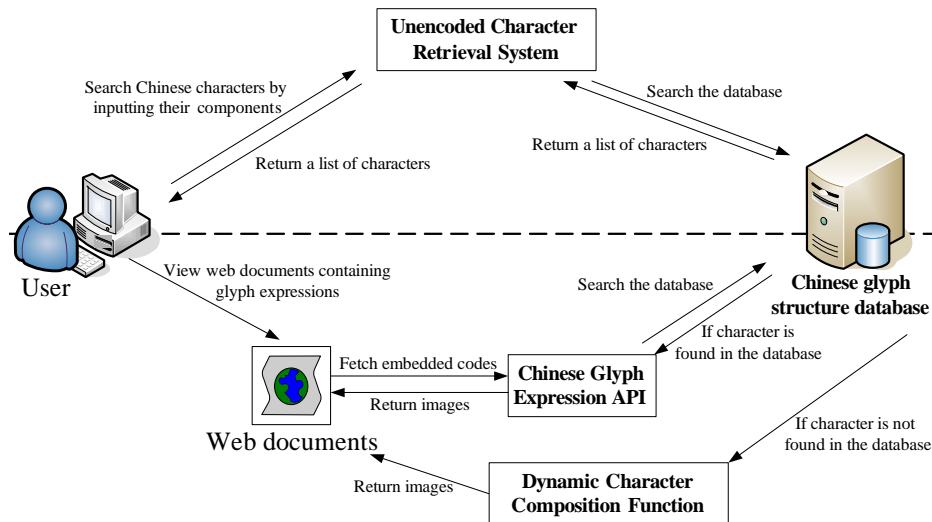 Unencoded Character
Retrieval System
Search Chinese characters by
inputting their components
Search the database
Return a list of characters
Return a list of characters
User
View web documents containing
glyph expressions
Search the database
Chinese glyph
structure database
If character is
found in the database
Fetch embedded codes
Chinese Glyph
Expression API
Return images
Web documents
If character is not
found in the database
Return images
Dynamic Character
Composition Function